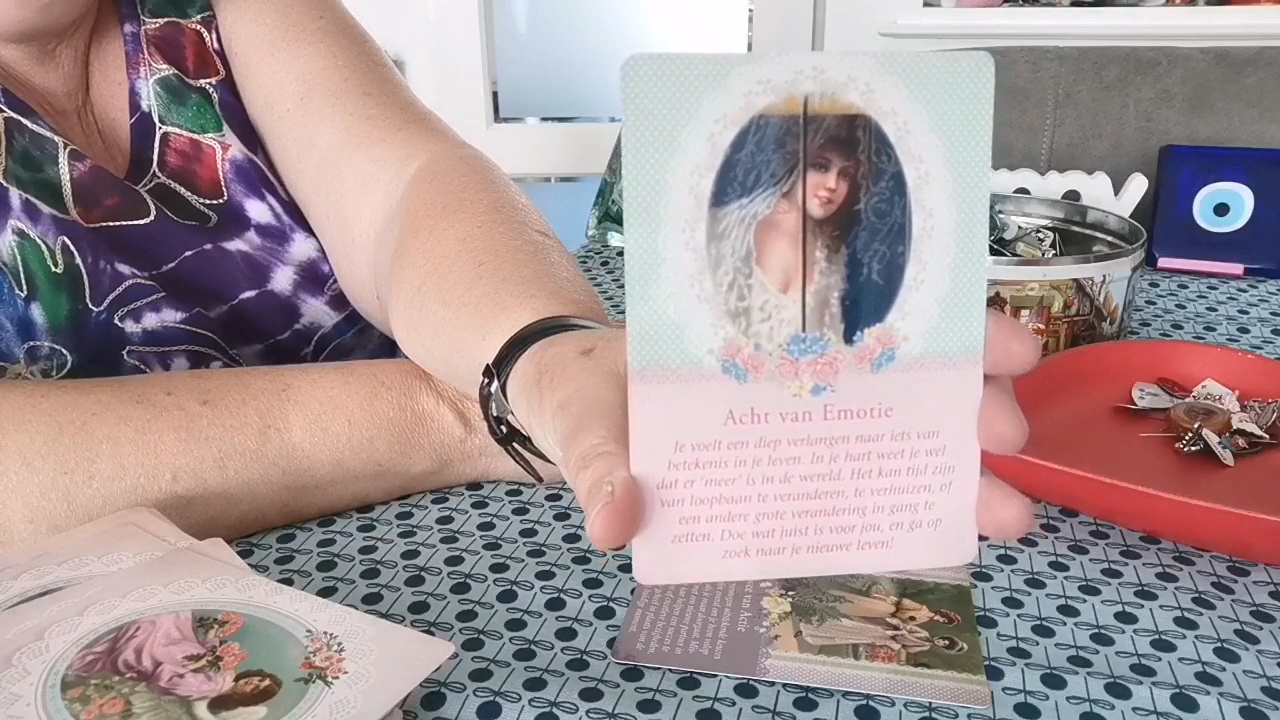 Acht van Emotie
Je voelt een diep verlangen naar iets van
betekenis in je leven. In je hart weet je wel
dat er 'meer' is in de wereld. Het kan tijd zijn
van loopbaan te veranderen, te verhuizen, of
een andere grote verandering in gang te
zetten. Doe wat juist is voor jou, en ga op
zoek naar je nieuwe leven!
van Actie